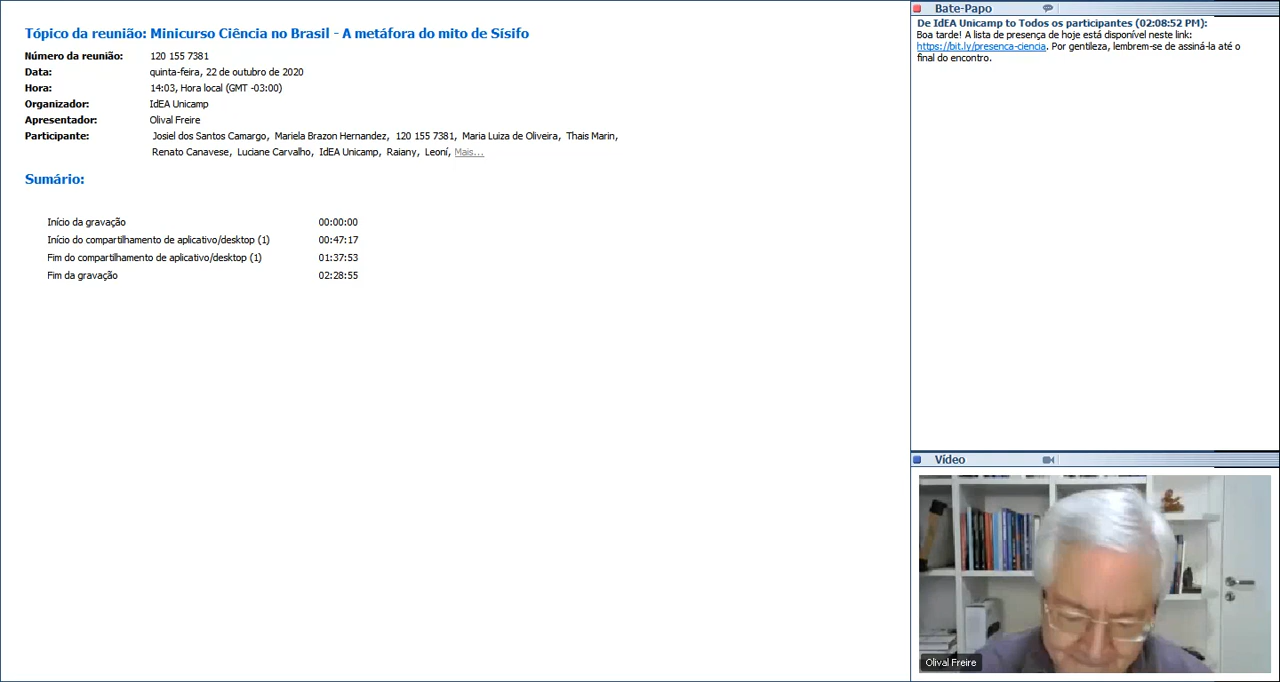 Tópico da reunião: Minicurso Ciência no Brasil - A metáfora do mito de Sísifo
Número da reunião: 120 155 7381
Data: quinta-feira, 22 de outubro de 2020
Hora: 14:03, Hora local (GMT -03:00)
Organizador: IdEA Unicamp
Apresentador: Olival Freire
Participante: Josiel dos Santos Camargo, Mariela Brazon Hernandez, 120 155 7381, Maria Luiza de Oliveira, Thais Marin,
Renato Canavese, Luciane Carvalho, IdEA Unicamp, Raiany, Leoní, Mais...
Sumário:
Início da gravação 00:00:00
Início do compartilhamento de aplicativo/desktop (1) 00:47:17
Fim do compartilhamento de aplicativo/desktop (1) 01:37:53
Fim da gravação 02:28:55
Bate-Papo
De IdEA Unicamp to Todos os participantes (02:08:52 PM):
Boa tarde! A lista de presença de hoje está disponível neste link:
https://bit.ly/presenca-ciencia. Por gentileza, lembrem-se de assiná-la até o
final do encontro.
Vídeo
Olival Freire